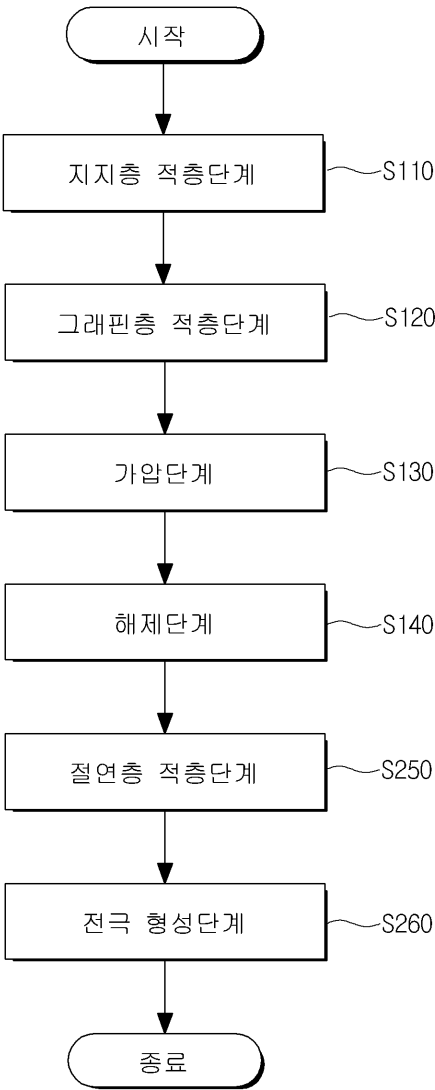 시작
지지층 적층단계 S110
그래핀층 적층단계 S120
가압단계 S130
해제단계 S140
절연층 적층단계 S250
전극 형성단계 S260
종료